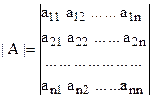 a11 a12 ...... a1n
a21 a22 ...... a2n
| A |= ........................
an1 an2 ...... ann